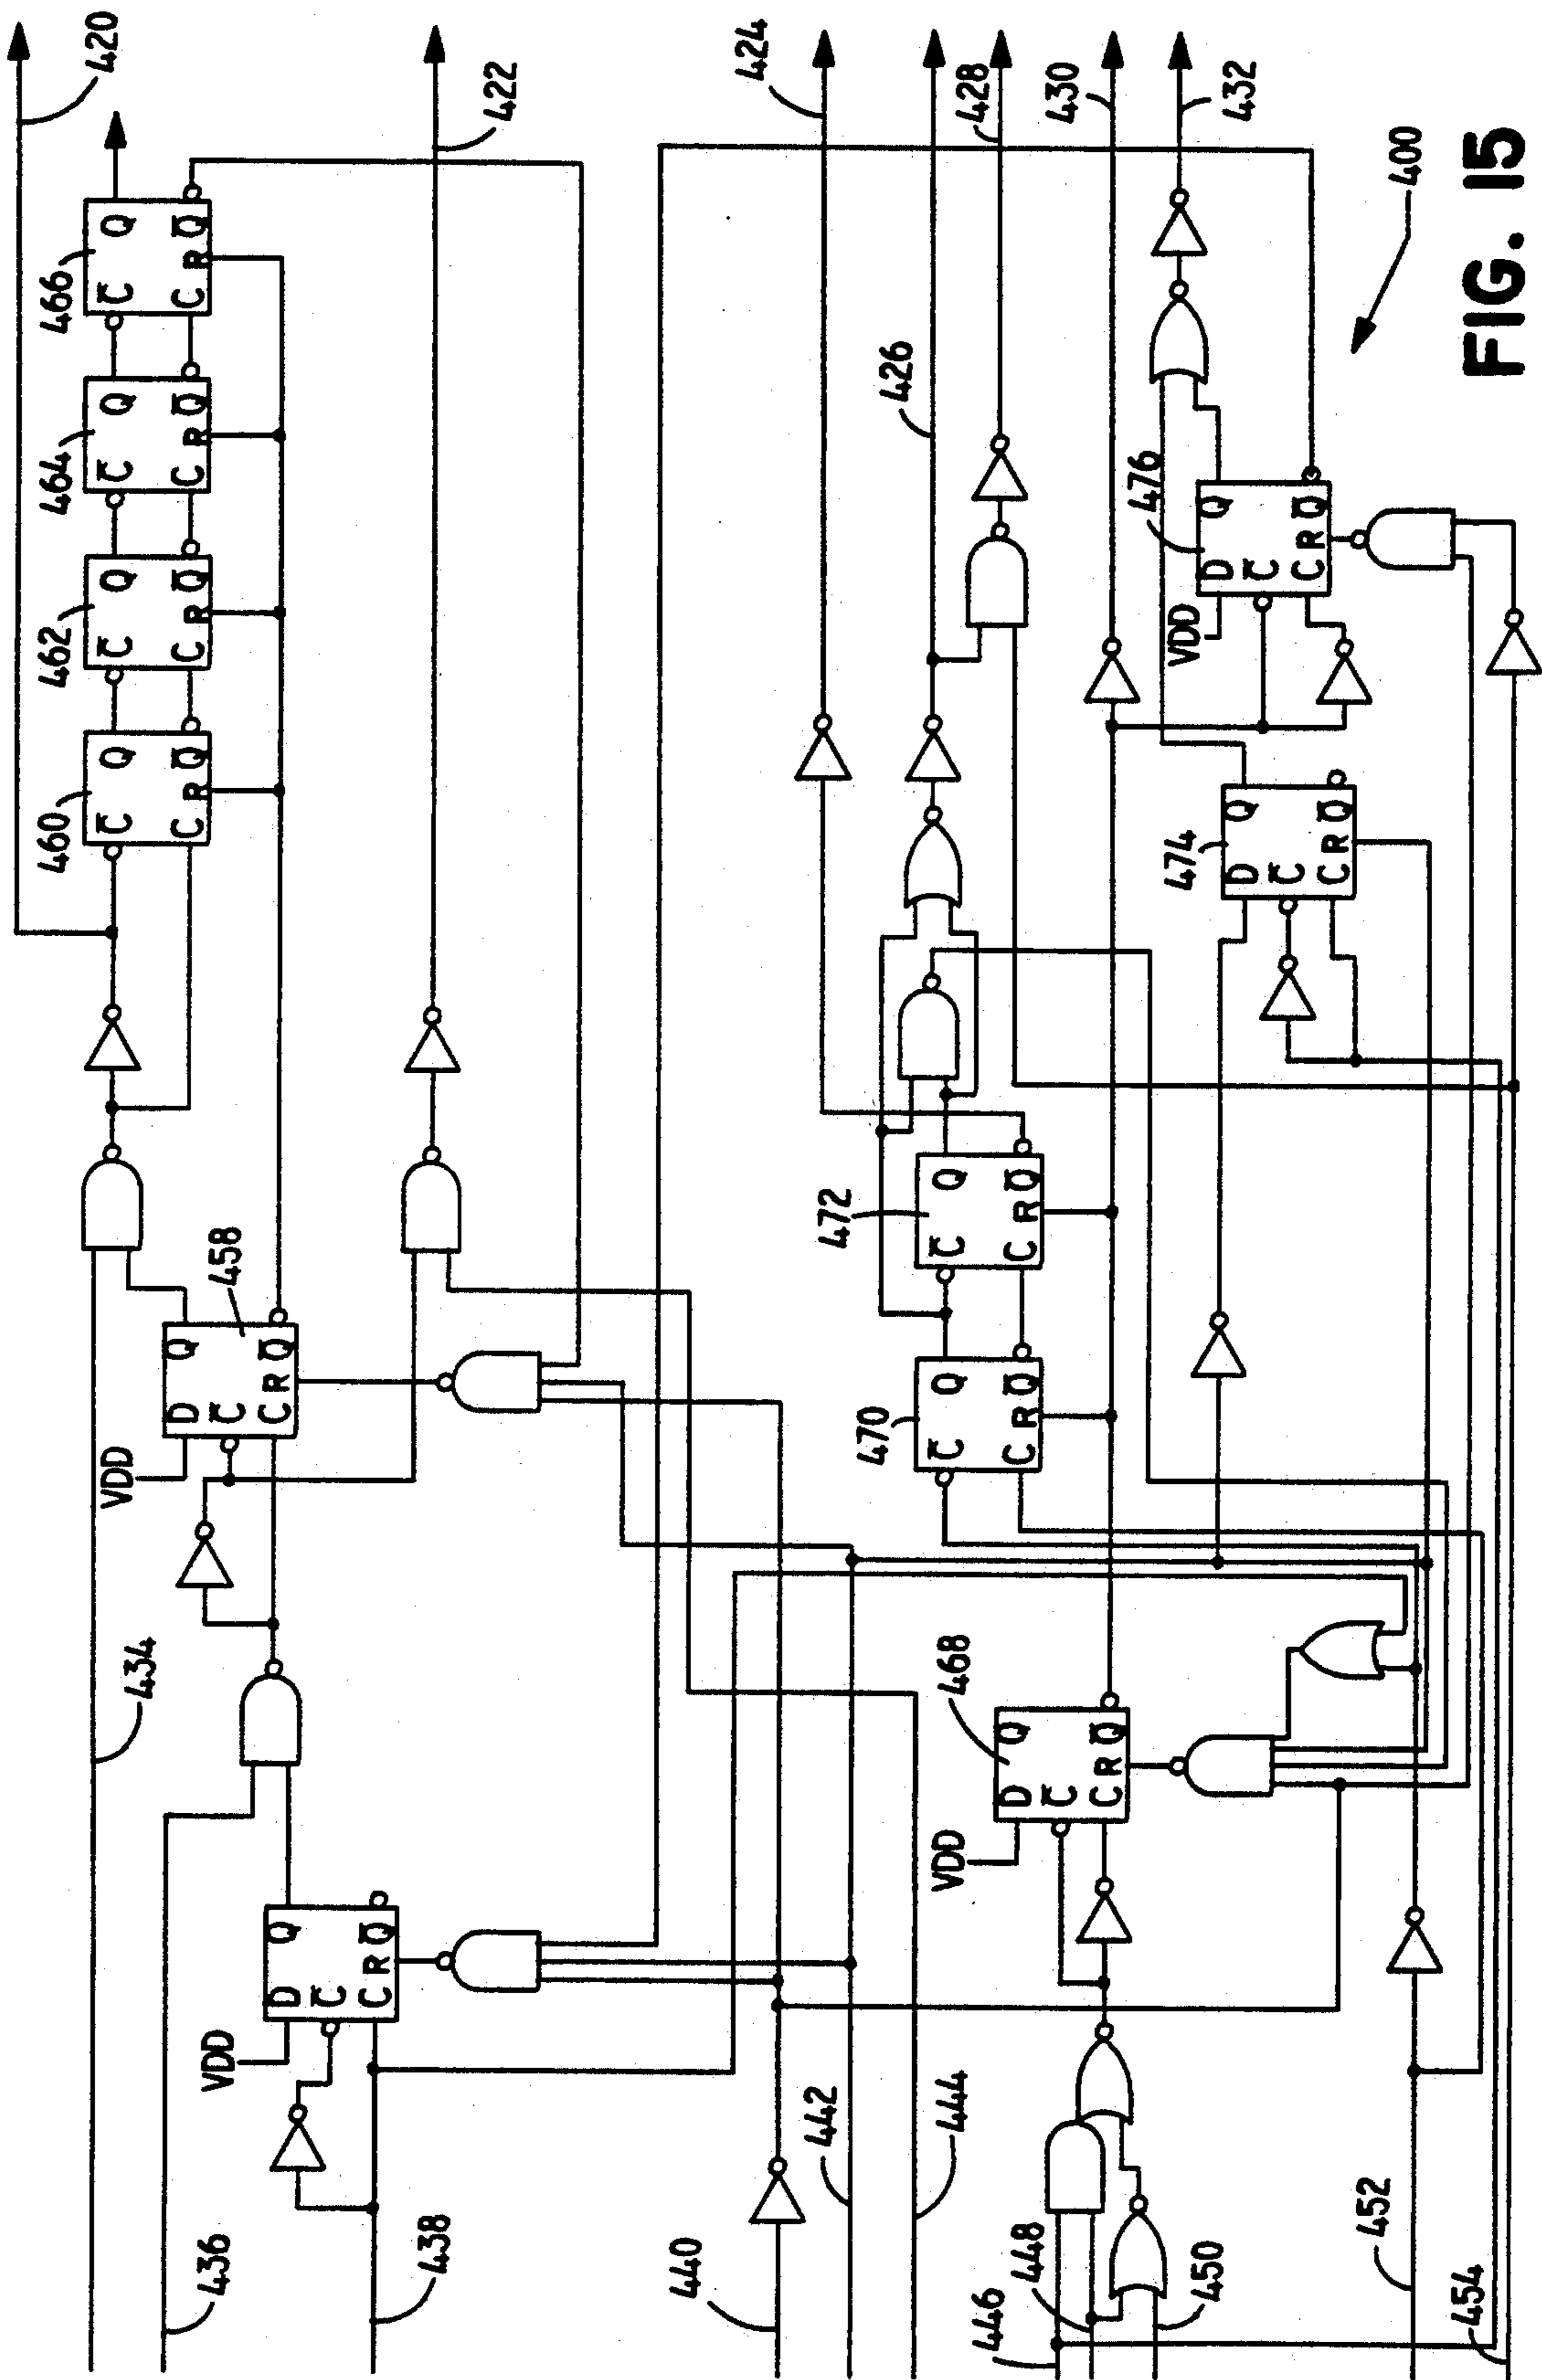 420
466
C̅ Q
C R Q̅
464
C̅ Q
C R Q̅
462
C̅ Q
C R Q̅
460
C̅ Q
C R Q̅
422
458
VDD
D Q
C̅
C R Q̅
434
VDD
D Q
C̅
C R Q̅
436
438
440
442
444
424
426
428
430
432
472
C̅ Q
C R Q̅
470
C̅ Q
C R Q̅
468
VDD
D Q
C̅
C R Q̅
476
VDD
D Q
C̅
C R Q̅
474
D Q
C̅
C R Q̅
446
448
450
452
454
400
FIG. 15